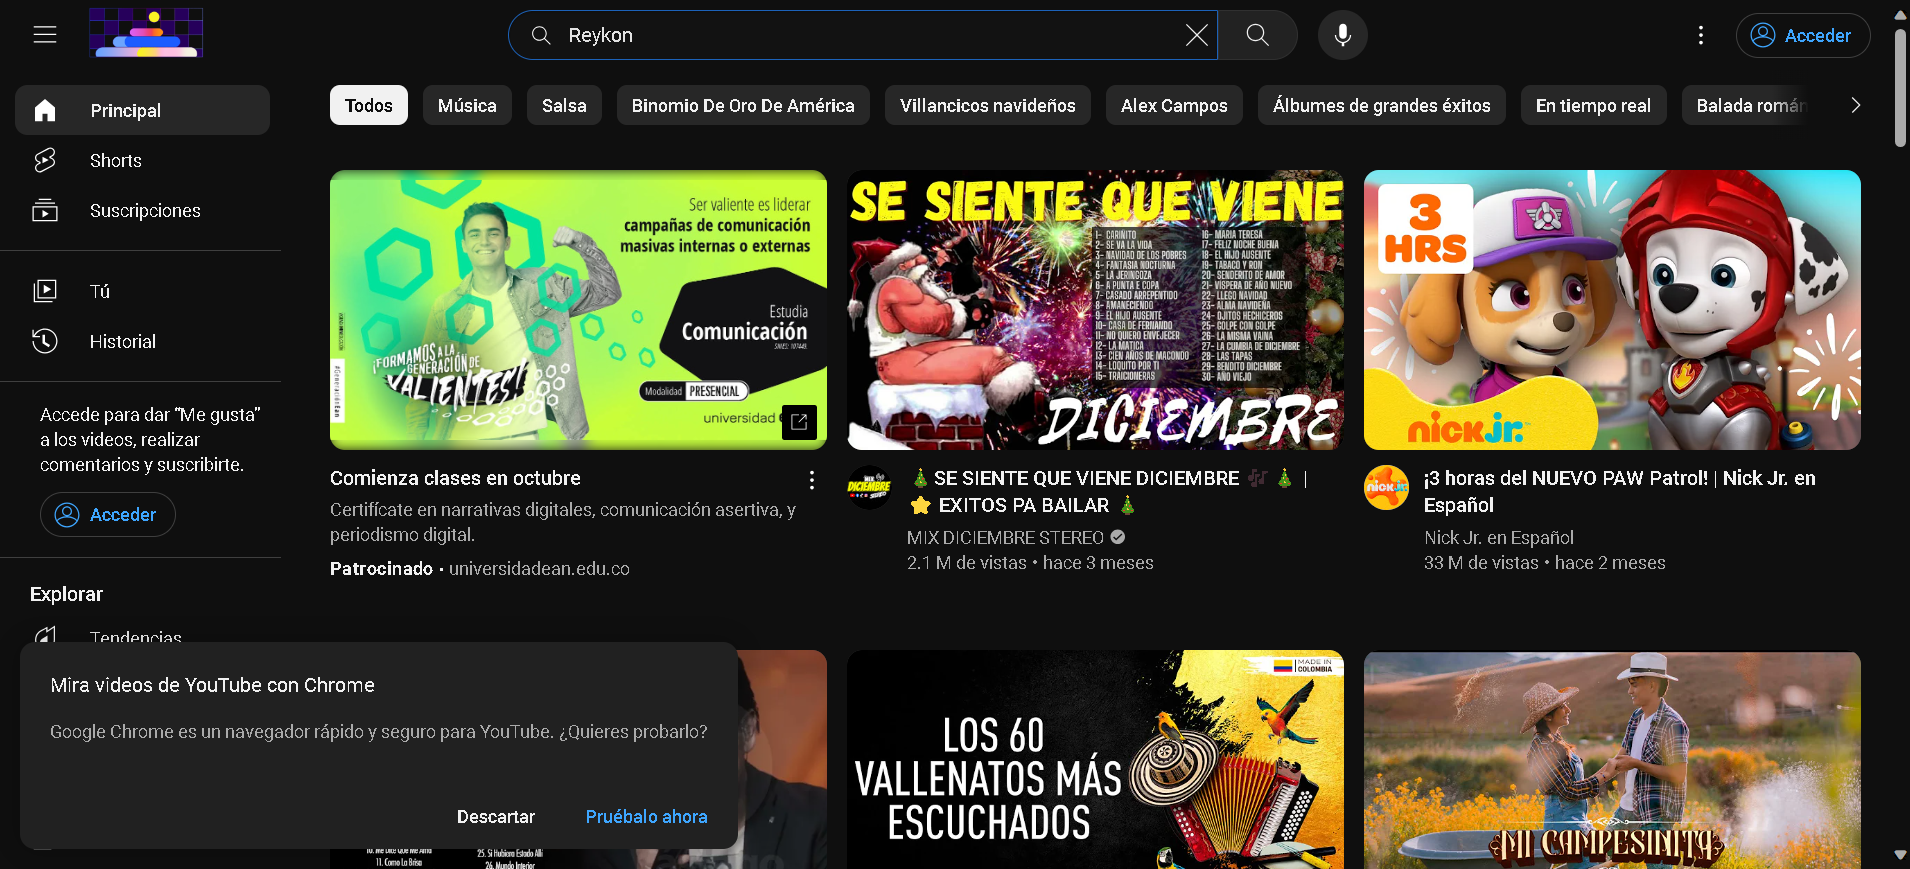 Reykon
Acceder
Principal
Shorts
Suscripciones
Tú
Historial
Accede para dar “Me gusta”
a los videos, realizar
comentarios y suscribirte.
Acceder
Explorar
Tendencias
Todos
Música
Salsa
Binomio De Oro De América
Villancicos navideños
Alex Campos
Álbumes de grandes éxitos
En tiempo real
Balada román
Ser valiente es liderar
campañas de comunicación
masivas internas o externas
Estudia
Comunicación
¡FORMAMOS A LA
GENERACIÓN DE
VALIENTES!
Modalidad PRESENCIAL
universidad
Comienza clases en octubre
Certifícate en narrativas digitales, comunicación asertiva, y
periodismo digital.
Patrocinado • universidadean.edu.co
SE SIENTE QUE VIENE
1- CARIÑITO
2- SE VA LA VIDA
3- NAVIDAD DE LOS POBRES
4- FANTASIA NOCTURNA
5- LA JERINGOZA
6- A PUNTA E COPA
7- CASADO ARREPENTIDO
8- AMANECIENDO
9- EL HIJO AUSENTE
10- CASA DE FERNANDO
11- NO QUIERO ENVEJECER
12- LA MATICA
13- CIEN AÑOS DE MACONDO
14- LOQUITO POR TI
15- TRAICIONERAS
16- MARIA TERESA
17- FELIZ NOCHE BUENA
18- EL HIJO AUSENTE
19- TABACO Y RON
20- SENDERITO DE AMOR
21- VISPERA DE AÑO NUEVO
22- LLEGO NAVIDAD
23- ALMA NAVIDEÑA
24- OJITOS HECHICEROS
25- GOLPE CON GOLPE
26- LA MISMA VAINA
27- LA CUMBIA DE DICIEMBRE
28- LAS TAPAS
29- BENDITO DICIEMBRE
30- AÑO VIEJO
DICIEMBRE
MIX
DICIEMBRE
STEREO
🎄 SE SIENTE QUE VIENE DICIEMBRE 🎶 🎄 |
⭐ EXITOS PA BAILAR 🎄
MIX DICIEMBRE STEREO
2.1 M de vistas • hace 3 meses
3
HRS
nick jr.
nick jr.
¡3 horas del NUEVO PAW Patrol! | Nick Jr. en
Español
Nick Jr. en Español
33 M de vistas • hace 2 meses
Mira videos de YouTube con Chrome
Google Chrome es un navegador rápido y seguro para YouTube. ¿Quieres probarlo?
Descartar
Pruébalo ahora
10. Me Dice Que Me Ama
11. Como La Brisa
25. Si Hubiera Estado Allí
26. Mundo Interior
MADE IN
COLOMBIA
LOS 60
VALLENATOS MÁS
ESCUCHADOS
MI CAMPESINITA